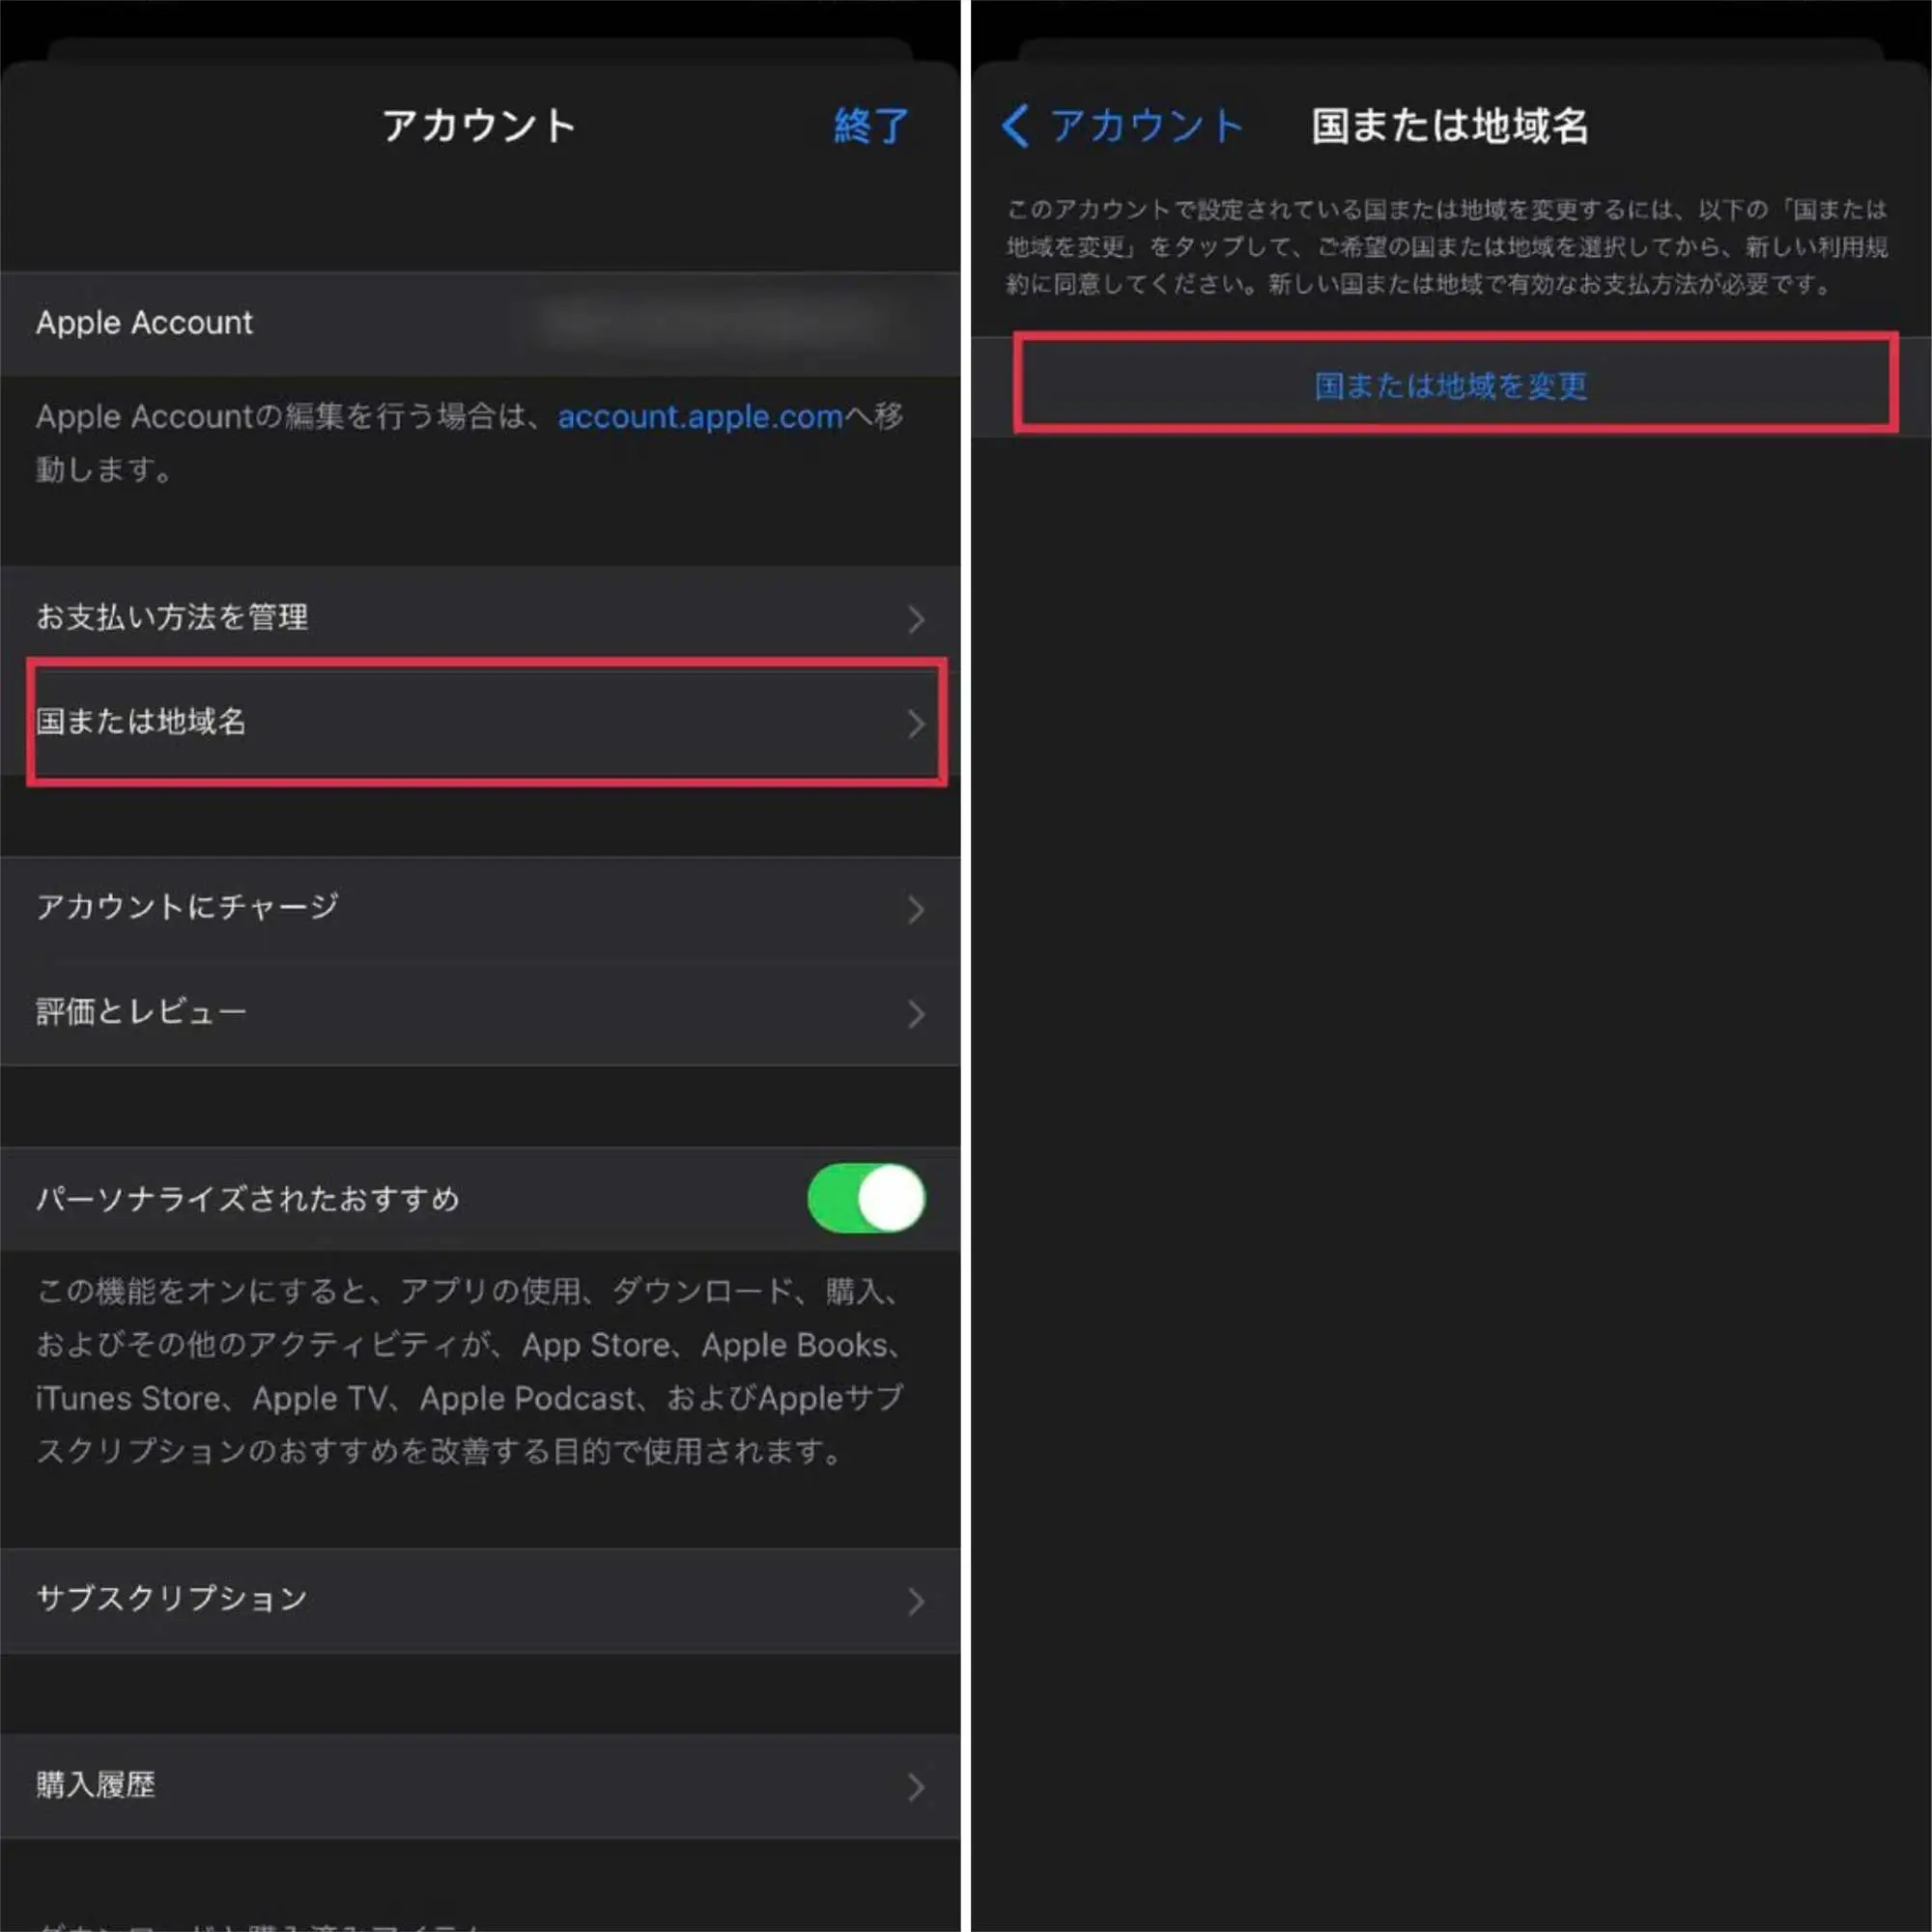 アカウント
終了
Apple Account
Apple Accountの編集を行う場合は、account.apple.comへ移
動します。
お支払い方法を管理
国または地域名
アカウントにチャージ
評価とレビュー
パーソナライズされたおすすめ
この機能をオンにすると、アプリの使用、ダウンロード、購入、
およびその他のアクティビティが、App Store、Apple Books、
iTunes Store、Apple TV、Apple Podcast、およびAppleサブ
スクリプションのおすすめを改善する目的で使用されます。
サブスクリプション
購入履歴
アカウント
国または地域名
このアカウントで設定されている国または地域を変更するには、以下の「国または
地域を変更」をタップして、ご希望の国または地域を選択してから、新しい利用規
約に同意してください。新しい国または地域で有効なお支払方法が必要です。
国または地域を変更